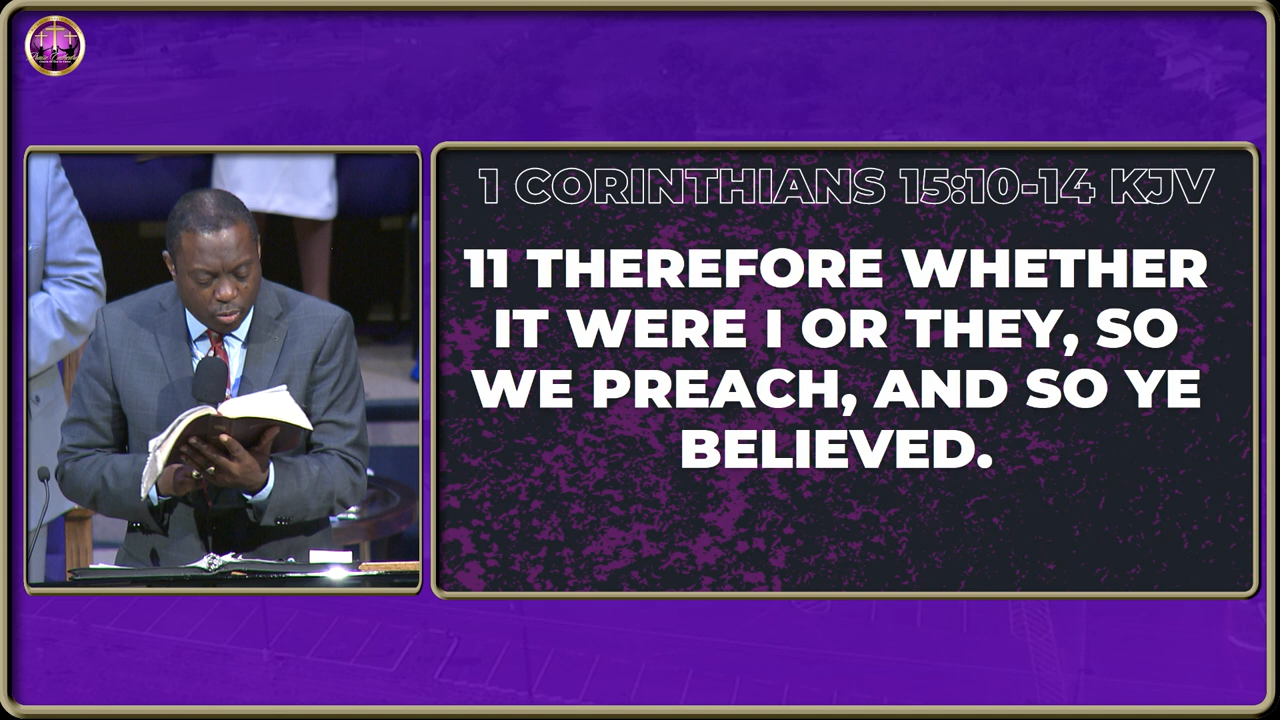 1 CORINTHIANS 15:10-14 KJV
11 THEREFORE WHETHER
IT WERE I OR THEY, SO
WE PREACH, AND SO YE
BELIEVED.